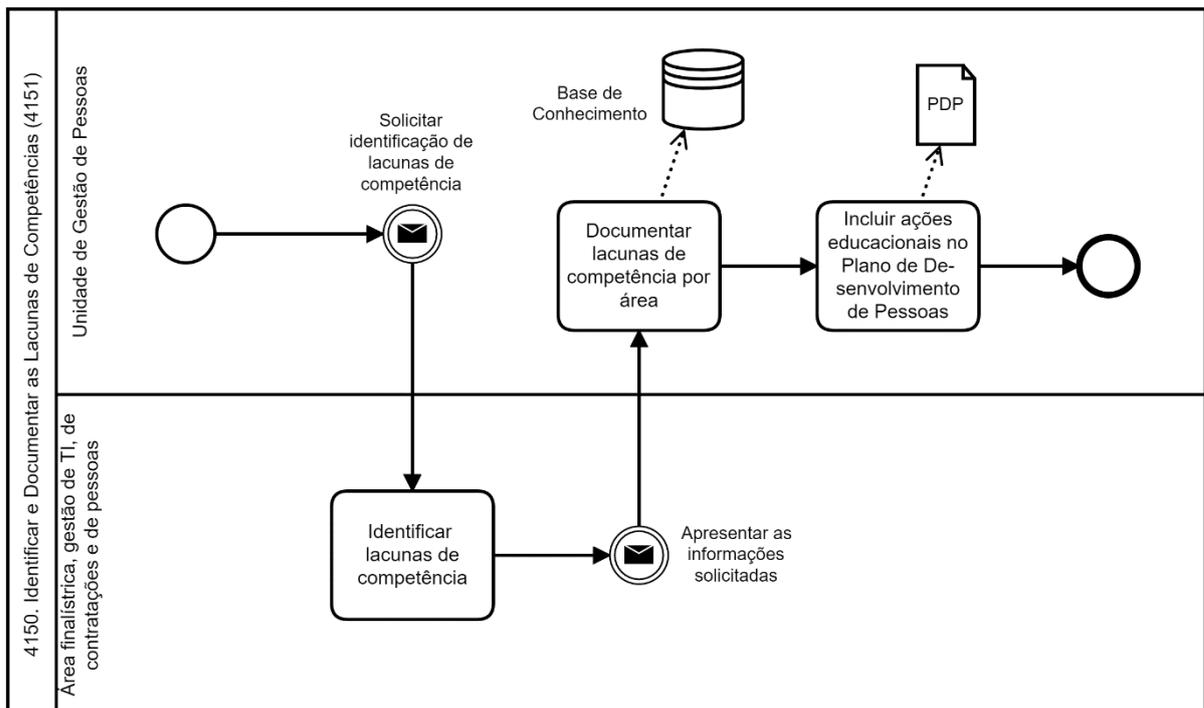 4150. Identificar e Documentar as Lacunas de Competências (4151)
Unidade de Gestão de Pessoas
Solicitar
identificação de
lacunas de
competência
Base de
Conhecimento
PDP
Documentar
lacunas de
competência por
área
Incluir ações
educacionais no
Plano de De-
senvolvimento
de Pessoas
Área finalístrica, gestão de TI, de
contratações e de pessoas
Identificar
lacunas de
competência
Apresentar as
informações
solicitadas